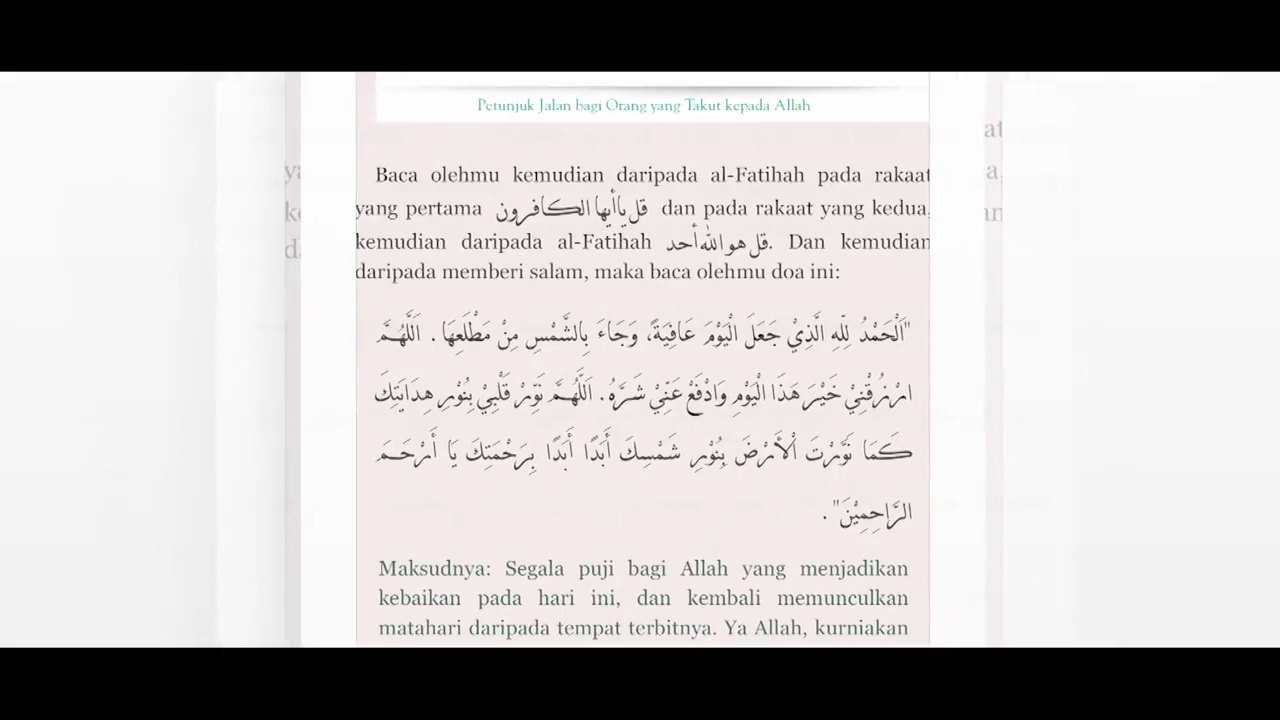 Petunjuk Jalan bagi Orang yang Takut kepada Allah
Baca olehmu kemudian daripada al-Fatihah pada rakaat
yang pertama قل ياأيها الكافرون dan pada rakaat yang kedua,
kemudian daripada al-Fatihah قل هو الله أحد. Dan kemudian
daripada memberi salam, maka baca olehmu doa ini:
"اَلْحَمْدُ لِلّٰهِ الَّذِيْ جَعَلَ الْيَوْمَ عَافِيَةً، وَجَاءَ بِالشَّمْسِ مِنْ مَطْلَعِهَا. اَللّٰهُمَّ
ارْزُقْنِيْ خَيْرَ هَذَا الْيَوْمِ وَادْفَعْ عَنِّيْ شَرَّهُ. اَللّٰهُمَّ نَوِّرْ قَلْبِيْ بِنُوْرِ هِدَايَتِكَ
كَمَا نَوَّرْتَ الْأَرْضَ بِنُوْرِ شَمْسِكَ أَبَدًا أَبَدًا بِرَحْمَتِكَ يَا أَرْحَمَ
الرَّاحِمِيْنَ".
Maksudnya: Segala puji bagi Allah yang menjadikan
kebaikan pada hari ini, dan kembali memunculkan
matahari daripada tempat terbitnya. Ya Allah, kurniakan